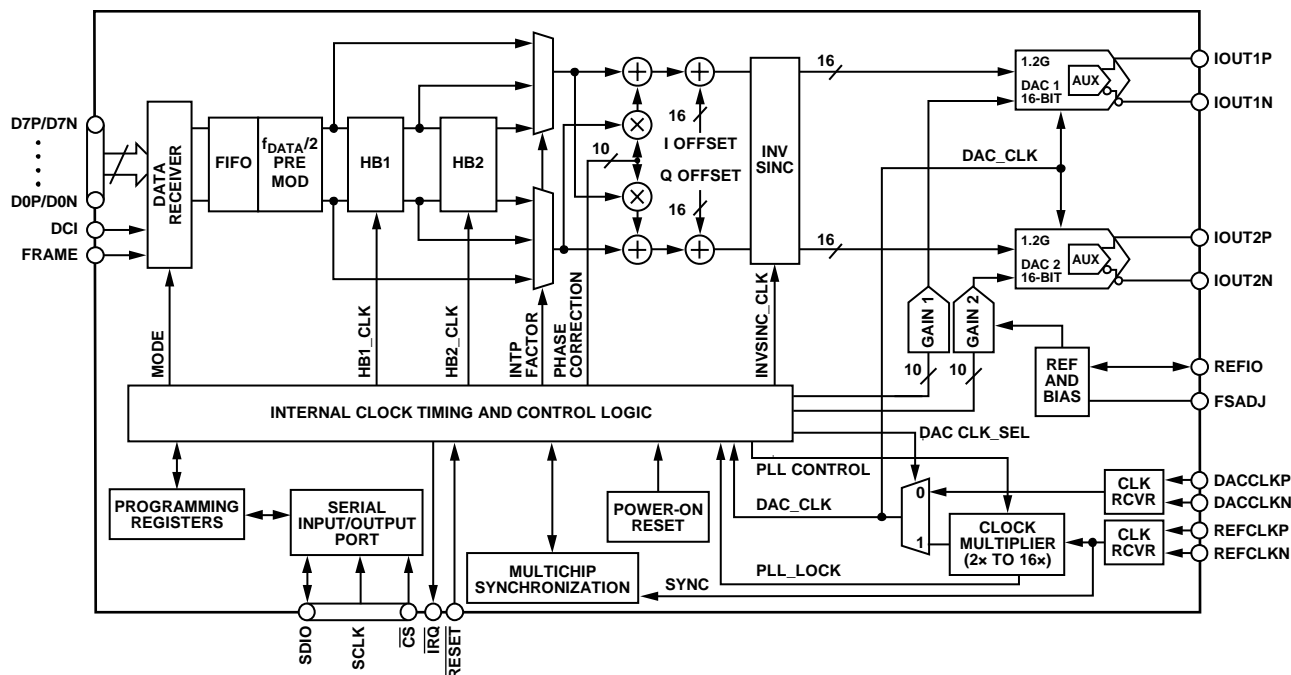 D7P/D7N
D0P/D0N
DCI
FRAME
DATA
RECEIVER
FIFO
fDATA/2
PRE
MOD
HB1
HB2
10
16
I OFFSET
Q OFFSET
16
INV
SINC
16
16
1.2G
DAC 1
16-BIT
AUX
DAC_CLK
1.2G
DAC 2
16-BIT
AUX
IOUT1P
IOUT1N
IOUT2P
IOUT2N
REFIO
FSADJ
MODE
HB1_CLK
HB2_CLK
INTP
FACTOR
PHASE
CORRECTION
INVSINC_CLK
GAIN 1
GAIN 2
10
10
REF
AND
BIAS
INTERNAL CLOCK TIMING AND CONTROL LOGIC
DAC CLK_SEL
PLL CONTROL
DAC_CLK
PLL_LOCK
SYNC
PROGRAMMING
REGISTERS
SERIAL
INPUT/OUTPUT
PORT
POWER-ON
RESET
MULTICHIP
SYNCHRONIZATION
0
1
CLOCK
MULTIPLIER
(2× TO 16×)
CLK
RCVR
CLK
RCVR
DACCLKP
DACCLKN
REFCLKP
REFCLKN
SDIO
SCLK
CS
IRQ
RESET